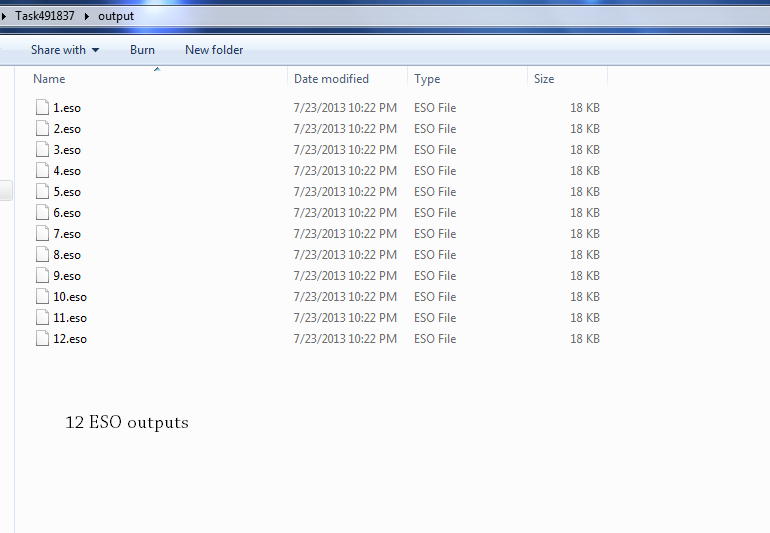 Task491837 output
Share with Burn New folder
Name Date modified Type Size
1.eso 7/23/2013 10:22 PM ESO File 18 KB
2.eso 7/23/2013 10:22 PM ESO File 18 KB
3.eso 7/23/2013 10:22 PM ESO File 18 KB
4.eso 7/23/2013 10:22 PM ESO File 18 KB
5.eso 7/23/2013 10:22 PM ESO File 18 KB
6.eso 7/23/2013 10:22 PM ESO File 18 KB
7.eso 7/23/2013 10:22 PM ESO File 18 KB
8.eso 7/23/2013 10:22 PM ESO File 18 KB
9.eso 7/23/2013 10:22 PM ESO File 18 KB
10.eso 7/23/2013 10:22 PM ESO File 18 KB
11.eso 7/23/2013 10:22 PM ESO File 18 KB
12.eso 7/23/2013 10:22 PM ESO File 18 KB
12 ESO outputs